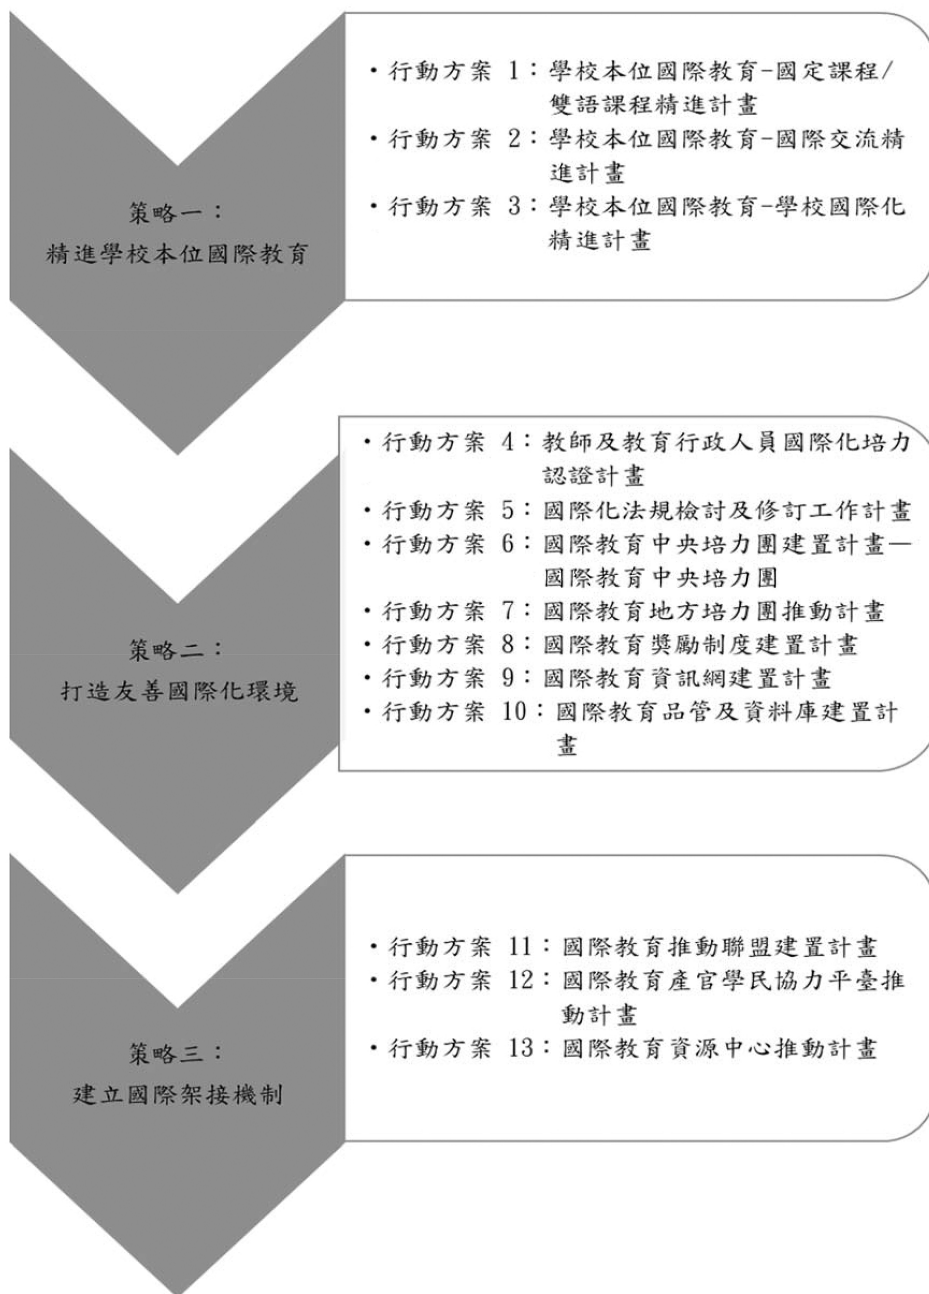 策略一：
精進學校本位國際教育
・行動方案 1：學校本位國際教育-國定課程/
雙語課程精進計畫
・行動方案 2：學校本位國際教育-國際交流精
進計畫
・行動方案 3：學校本位國際教育-學校國際化
精進計畫
策略二：
打造友善國際化環境
・行動方案 4：教師及教育行政人員國際化培力
認證計畫
・行動方案 5：國際化法規檢討及修訂工作計畫
・行動方案 6：國際教育中央培力團建置計畫—
國際教育中央培力團
・行動方案 7：國際教育地方培力團推動計畫
・行動方案 8：國際教育獎勵制度建置計畫
・行動方案 9：國際教育資訊網建置計畫
・行動方案 10：國際教育品管及資料庫建置計
畫
策略三：
建立國際架接機制
・行動方案 11：國際教育推動聯盟建置計畫
・行動方案 12：國際教育產官學民協力平臺推
動計畫
・行動方案 13：國際教育資源中心推動計畫